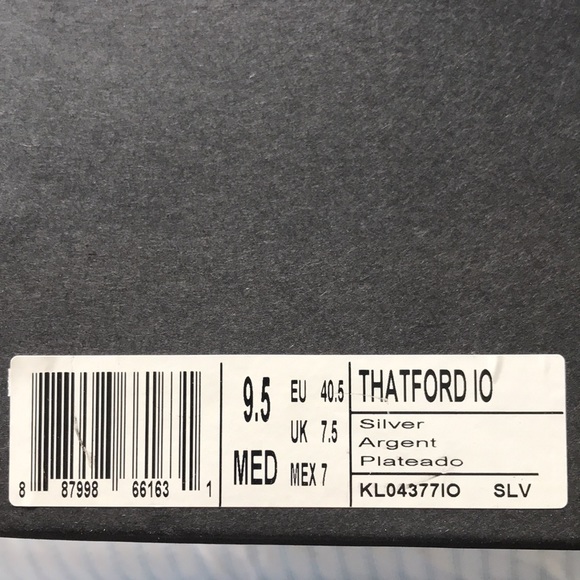 8 87998 66163 1
9.5
MED
EU 40.5
UK 7.5
MEX 7
THATFORD IO
Silver
Argent
Plateado
KL04377IO SLV